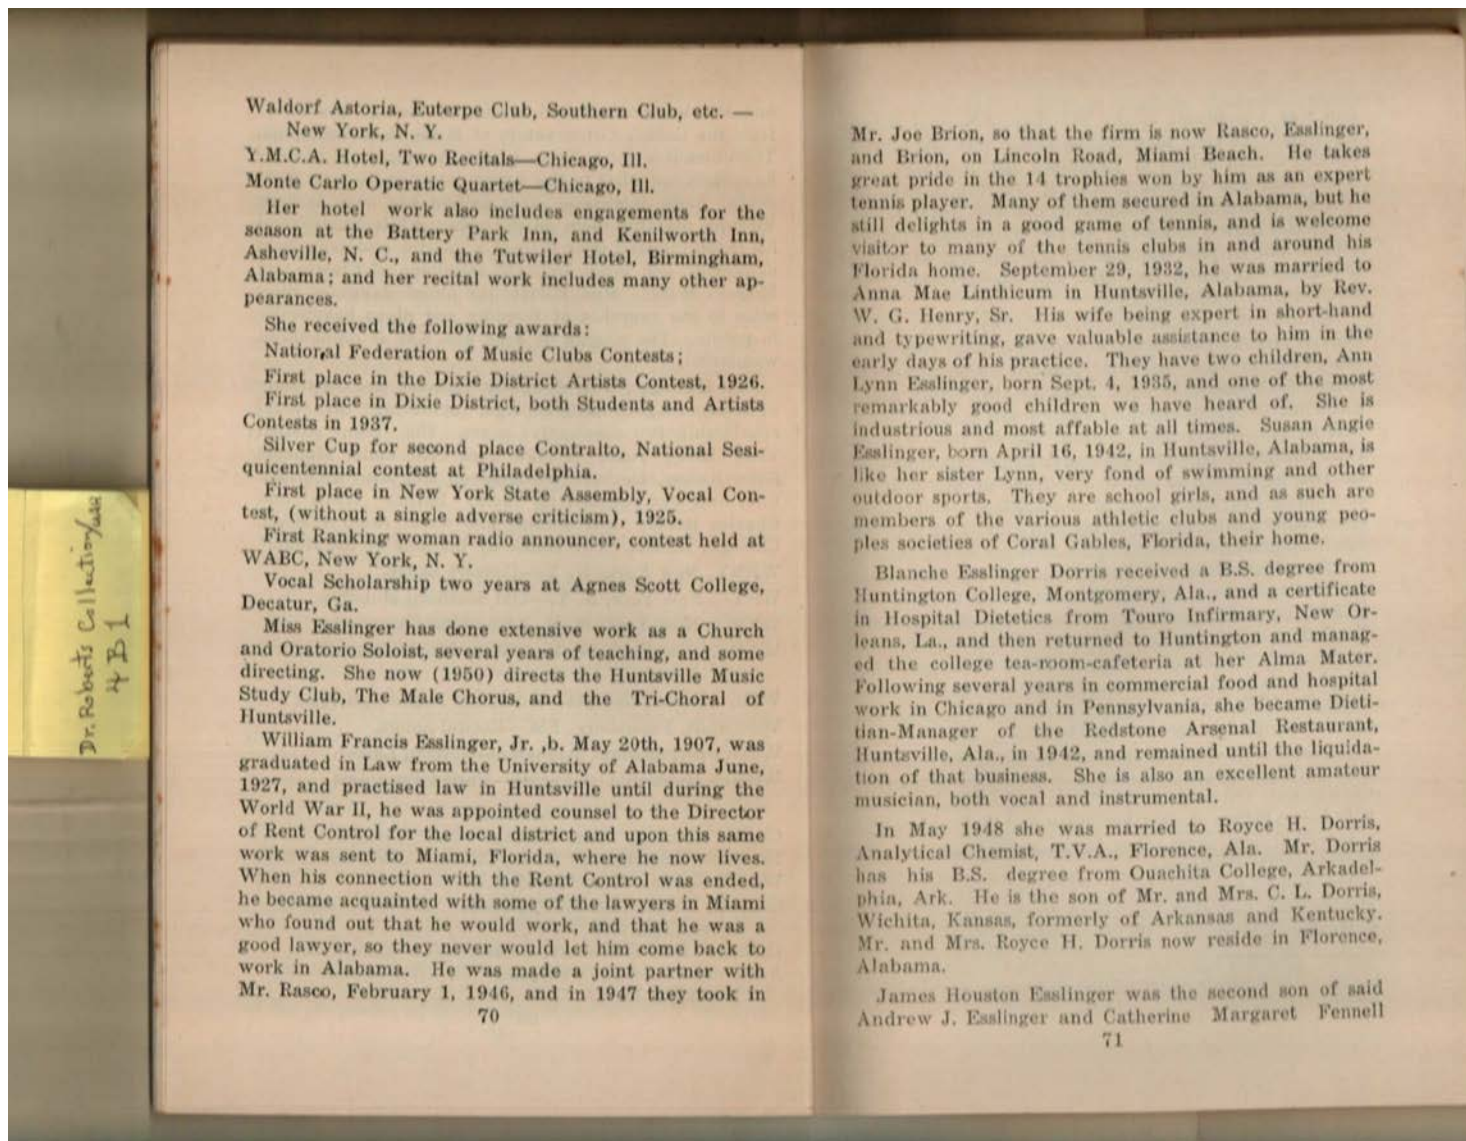 Waldorf Astoria, Euterpe Club, Southern Club, etc. —
New York, N. Y.
Y.M.C.A. Hotel, Two Recitals—Chicago, Ill.
Monte Carlo Operatic Quartet—Chicago, Ill.
Her hotel work also includes engagements for the
season at the Battery Park Inn, and Kenilworth Inn,
Asheville, N. C., and the Tutwiler Hotel, Birmingham,
Alabama; and her recital work includes many other ap-
pearances.
She received the following awards:
National Federation of Music Clubs Contests;
First place in the Dixie District Artists Contest, 1926.
First place in Dixie District, both Students and Artists
Contests in 1937.
Silver Cup for second place Contralto, National Sesi-
quicentennial contest at Philadelphia.
First place in New York State Assembly, Vocal Con-
test, (without a single adverse criticism), 1925.
First Ranking woman radio announcer, contest held at
WABC, New York, N. Y.
Vocal Scholarship two years at Agnes Scott College,
Decatur, Ga.
Miss Esslinger has done extensive work as a Church
and Oratorio Soloist, several years of teaching, and some
directing. She now (1950) directs the Huntsville Music
Study Club, The Male Chorus, and the Tri-Choral of
Huntsville.
William Francis Esslinger, Jr. ,b. May 20th, 1907, was
graduated in Law from the University of Alabama June,
1927, and practised law in Huntsville until during the
World War II, he was appointed counsel to the Director
of Rent Control for the local district and upon this same
work was sent to Miami, Florida, where he now lives.
When his connection with the Rent Control was ended,
he became acquainted with some of the lawyers in Miami
who found out that he would work, and that he was a
good lawyer, so they never would let him come back to
work in Alabama. He was made a joint partner with
Mr. Rasco, February 1, 1946, and in 1947 they took in
70
Mr. Joe Brion, so that the firm is now Rasco, Esslinger,
and Brion, on Lincoln Road, Miami Beach. He takes
great pride in the 14 trophies won by him as an expert
tennis player. Many of them secured in Alabama, but he
still delights in a good game of tennis, and is welcome
visitor to many of the tennis clubs in and around his
Florida home. September 29, 1932, he was married to
Anna Mae Linthicum in Huntsville, Alabama, by Rev.
W. G. Henry, Sr. His wife being expert in short-hand
and typewriting, gave valuable assistance to him in the
early days of his practice. They have two children, Ann
Lynn Esslinger, born Sept. 4, 1935, and one of the most
remarkably good children we have heard of. She is
industrious and most affable at all times. Susan Angie
Esslinger, born April 16, 1942, in Huntsville, Alabama, is
like her sister Lynn, very fond of swimming and other
outdoor sports. They are school girls, and as such are
members of the various athletic clubs and young peo-
ples societies of Coral Gables, Florida, their home.
Blanche Esslinger Dorris received a B.S. degree from
Huntington College, Montgomery, Ala., and a certificate
in Hospital Dietetics from Touro Infirmary, New Or-
leans, La., and then returned to Huntington and manag-
ed the college tea-room-cafeteria at her Alma Mater.
Following several years in commercial food and hospital
work in Chicago and in Pennsylvania, she became Dieti-
tian-Manager of the Redstone Arsenal Restaurant,
Huntsville, Ala., in 1942, and remained until the liquida-
tion of that business. She is also an excellent amateur
musician, both vocal and instrumental.
In May 1948 she was married to Royce H. Dorris,
Analytical Chemist, T.V.A., Florence, Ala. Mr. Dorris
has his B.S. degree from Ouachita College, Arkadel-
phia, Ark. He is the son of Mr. and Mrs. C. L. Dorris,
Wichita, Kansas, formerly of Arkansas and Kentucky.
Mr. and Mrs. Royce H. Dorris now reside in Florence,
Alabama.
James Houston Esslinger was the second son of said
Andrew J. Esslinger and Catherine Margaret Fennell
71
Dr. Roberts Collection/
4 B 1